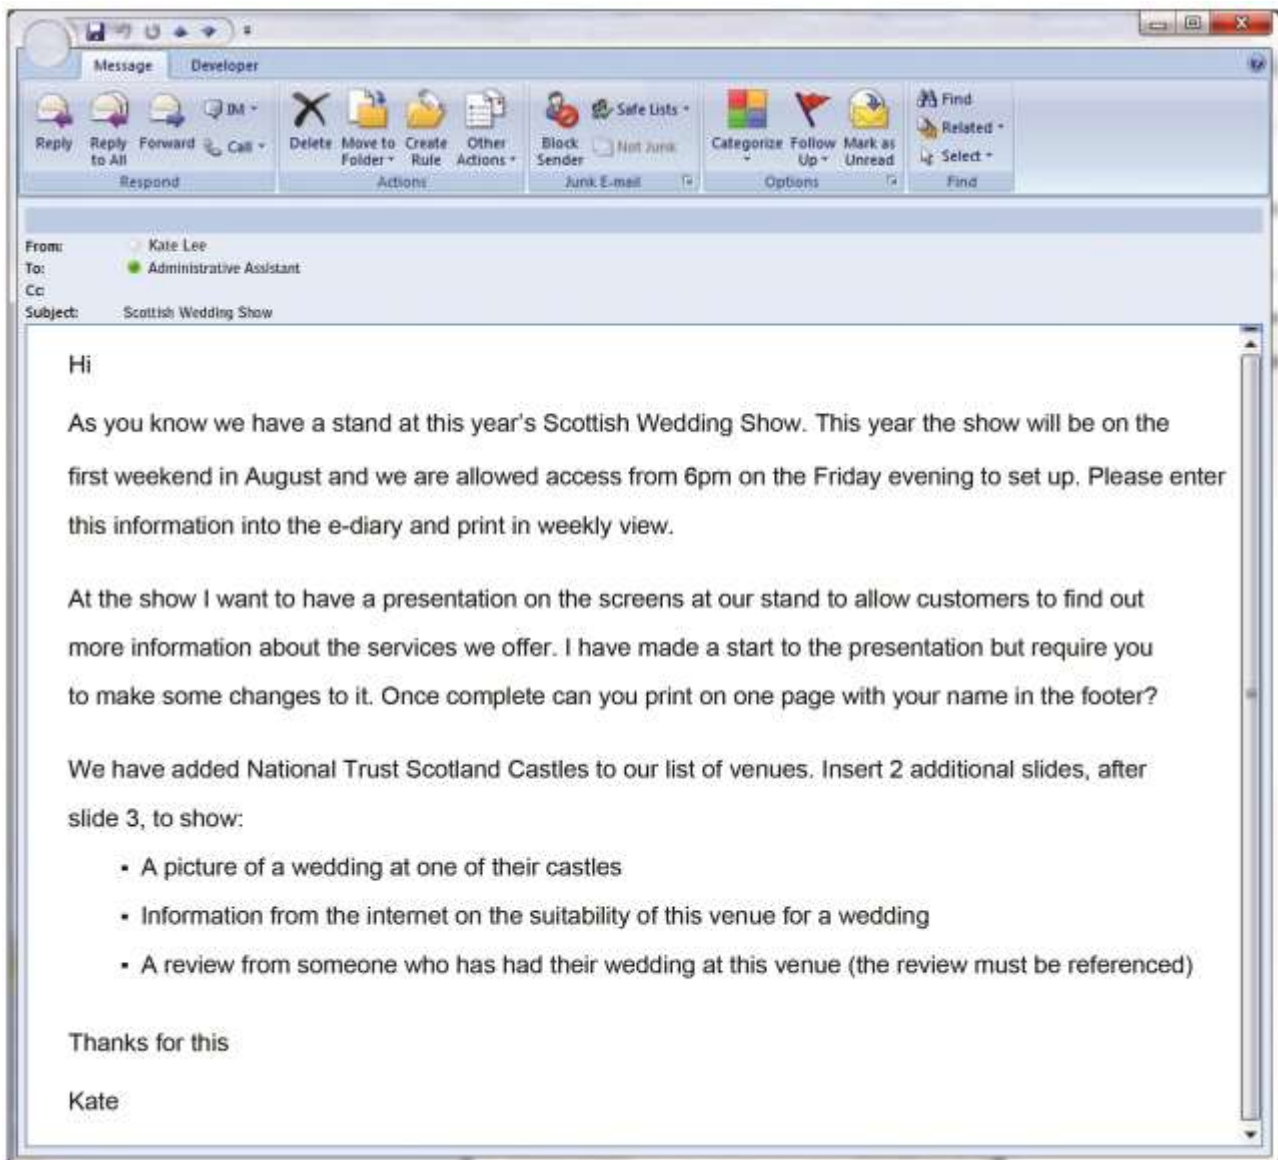 Message Developer
Reply Reply to All Forward IM Call Delete Move to Folder Create Rule Other Actions Block Sender Safe Lists Not Junk Categorize Follow Up Mark as Unread Find Related Select
Respond Actions Junk E-mail Options Find
From: Kate Lee
To: Administrative Assistant
Cc:
Subject: Scottish Wedding Show
Hi
As you know we have a stand at this year's Scottish Wedding Show. This year the show will be on the
first weekend in August and we are allowed access from 6pm on the Friday evening to set up. Please enter
this information into the e-diary and print in weekly view.
At the show I want to have a presentation on the screens at our stand to allow customers to find out
more information about the services we offer. I have made a start to the presentation but require you
to make some changes to it. Once complete can you print on one page with your name in the footer?
We have added National Trust Scotland Castles to our list of venues. Insert 2 additional slides, after
slide 3, to show:
▪ A picture of a wedding at one of their castles
▪ Information from the internet on the suitability of this venue for a wedding
▪ A review from someone who has had their wedding at this venue (the review must be referenced)
Thanks for this
Kate